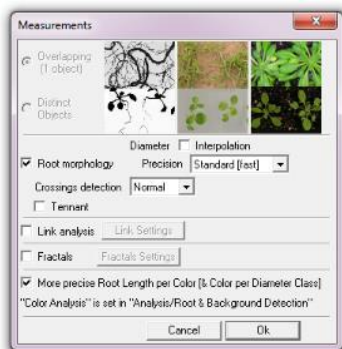 Measurements
Overlapping
(1 object)
Distinct
Objects
Diameter Interpolation
Root morphology Precision Standard [fast]
Crossings detection Normal
Tennant
Link analysis Link Settings
Fractals Fractals Settings
More precise Root Length per Color [& Color per Diameter Class]
"Color Analysis" is set in "Analysis/Root & Background Detection"
Cancel Ok